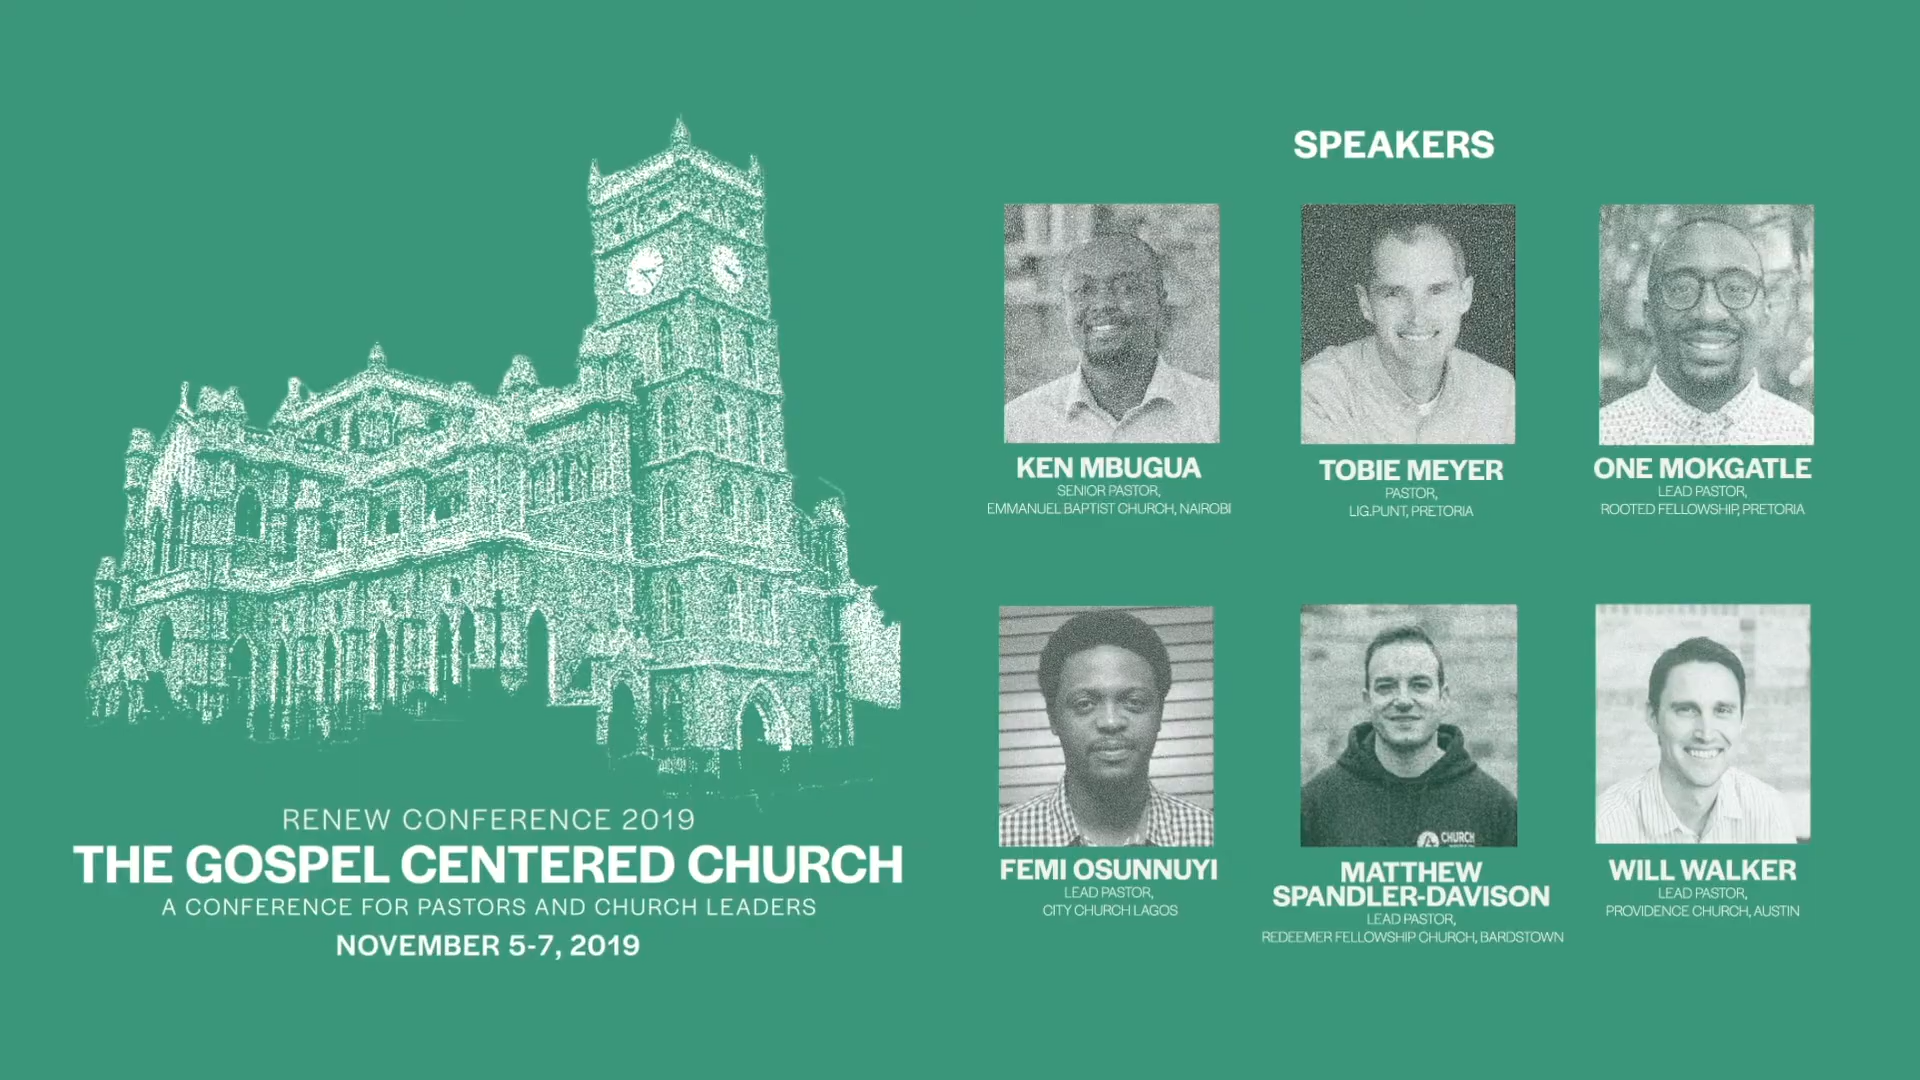 RENEW CONFERENCE 2019
THE GOSPEL CENTERED CHURCH
A CONFERENCE FOR PASTORS AND CHURCH LEADERS
NOVEMBER 5-7, 2019
SPEAKERS
KEN MBUGUA
SENIOR PASTOR,
EMMANUEL BAPTIST CHURCH, NAIROBI
TOBIE MEYER
PASTOR,
LIG.PUNT, PRETORIA
ONE MOKGATLE
LEAD PASTOR,
ROOTED FELLOWSHIP, PRETORIA
FEMI OSUNNUYI
LEAD PASTOR,
CITY CHURCH LAGOS
CHURCH
MATTHEW
SPANDLER-DAVISON
LEAD PASTOR,
REDEEMER FELLOWSHIP CHURCH, BARDSTOWN
WILL WALKER
LEAD PASTOR,
PROVIDENCE CHURCH, AUSTIN